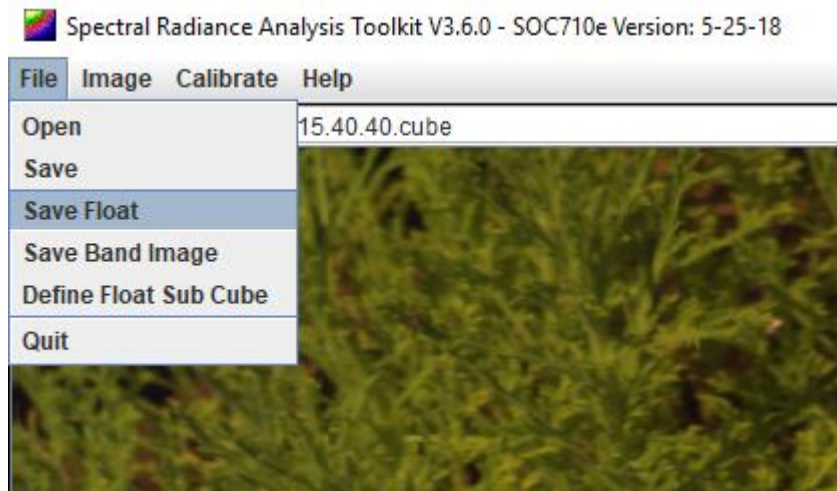 Spectral Radiance Analysis Toolkit V3.6.0 - SOC710e Version: 5-25-18
File Image Calibrate Help
Open
15.40.40.cube
Save
Save Float
Save Band Image
Define Float Sub Cube
Quit